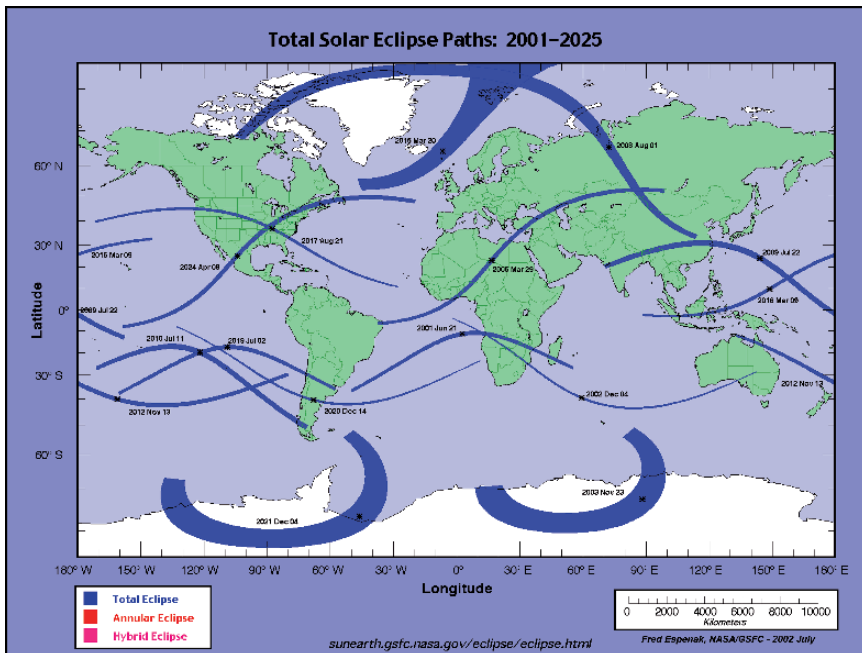 Total Solar Eclipse Paths: 2001–2025
2015 Mar 20
2008 Aug 01
60° N
2017 Aug 21
2016 Mar 09
30° N
2024 Apr 08
2009 Jul 22
2006 Mar 29
2016 Mar 09
Latitude
0°
2009 Jul 22
2010 Jul 11
2019 Jul 02
2001 Jun 21
30° S
2012 Nov 13
2020 Dec 14
2002 Dec 04
2012 Nov 13
60° S
2021 Dec 04
2003 Nov 23
180° W
150° W
120° W
90° W
60° W
30° W
0°
30° E
60° E
90° E
120° E
150° E
180° E
Longitude
Total Eclipse
Annular Eclipse
Hybrid Eclipse
0 2000 4000 6000 8000 10000
Kilometers
sunearth.gsfc.nasa.gov/eclipse/eclipse.html
Fred Espenak, NASA/GSFC - 2002 July